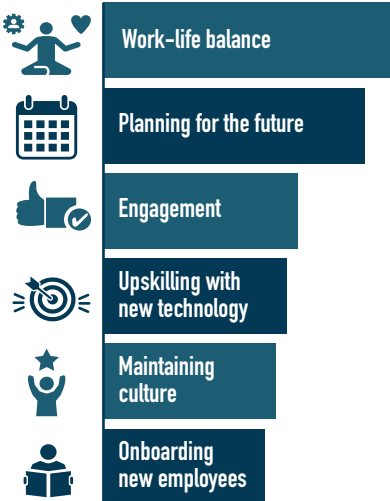 Work-life balance
Planning for the future
Engagement
Upskilling with
new technology
Maintaining
culture
Onboarding
new employees